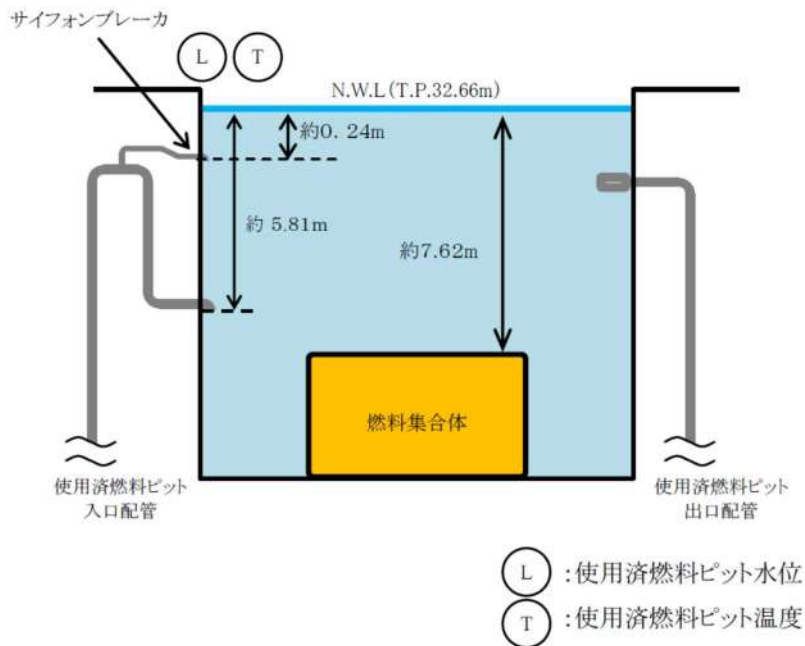 サイフォンブレーカ
L
T
N.W.L(T.P.32.66m)
約0.24m
約 5.81m
約7.62m
燃料集合体
使用済燃料ピット
入口配管
使用済燃料ピット
出口配管
L :使用済燃料ピット水位
T :使用済燃料ピット温度